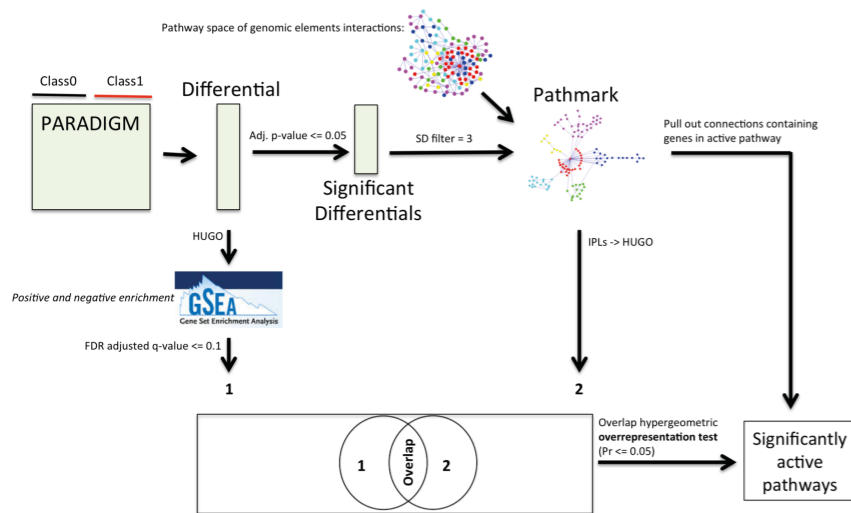 Pathway space of genomic elements interactions:
Class0
Class1
PARADIGM
Differential
Adj. p-value <= 0.05
Significant
Differentials
SD filter = 3
Pathmark
Pull out connections containing
genes in active pathway
HUGO
IPLs -> HUGO
Positive and negative enrichment
GSEA
Gene Set Enrichment Analysis
FDR adjusted q-value <= 0.1
1
2
1
Overlap
2
Overlap hypergeometric
overrepresentation test
(Pr <= 0.05)
Significantly
active
pathways